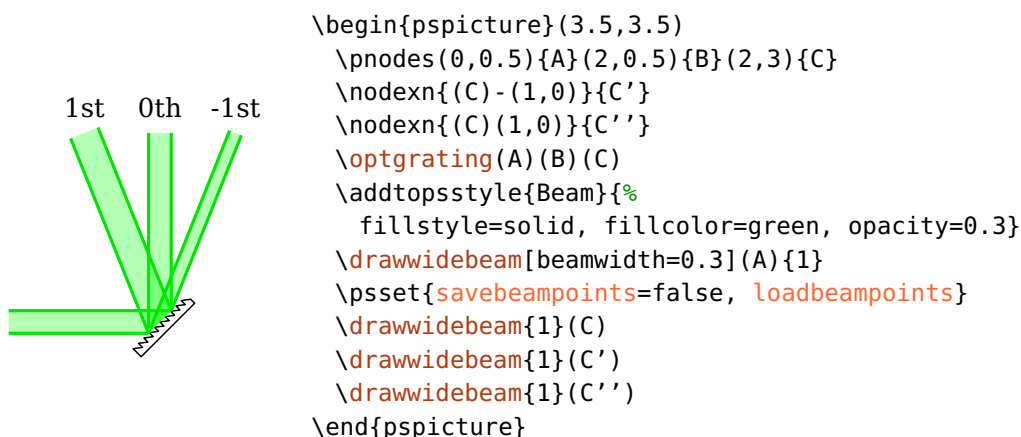 1st 0th -1st
\begin{pspicture}(3.5,3.5)
\pnodes(0,0.5){A}(2,0.5){B}(2,3){C}
\nodexn{(C)-(1,0)}{C’}
\nodexn{(C)(1,0)}{C’’}
\optgrating(A)(B)(C)
\addtopsstyle{Beam}{%
fillstyle=solid, fillcolor=green, opacity=0.3}
\drawwidebeam[beamwidth=0.3](A){1}
\psset{savebeampoints=false, loadbeampoints}
\drawwidebeam{1}(C)
\drawwidebeam{1}(C’)
\drawwidebeam{1}(C’’)
\end{pspicture}